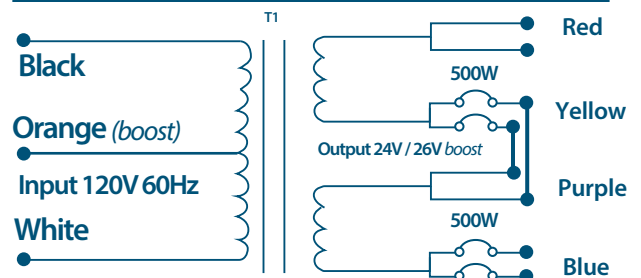 T1
Red
Black
500W
Yellow
Orange (boost)
Output 24V / 26V boost
Input 120V 60Hz
Purple
White
500W
Blue